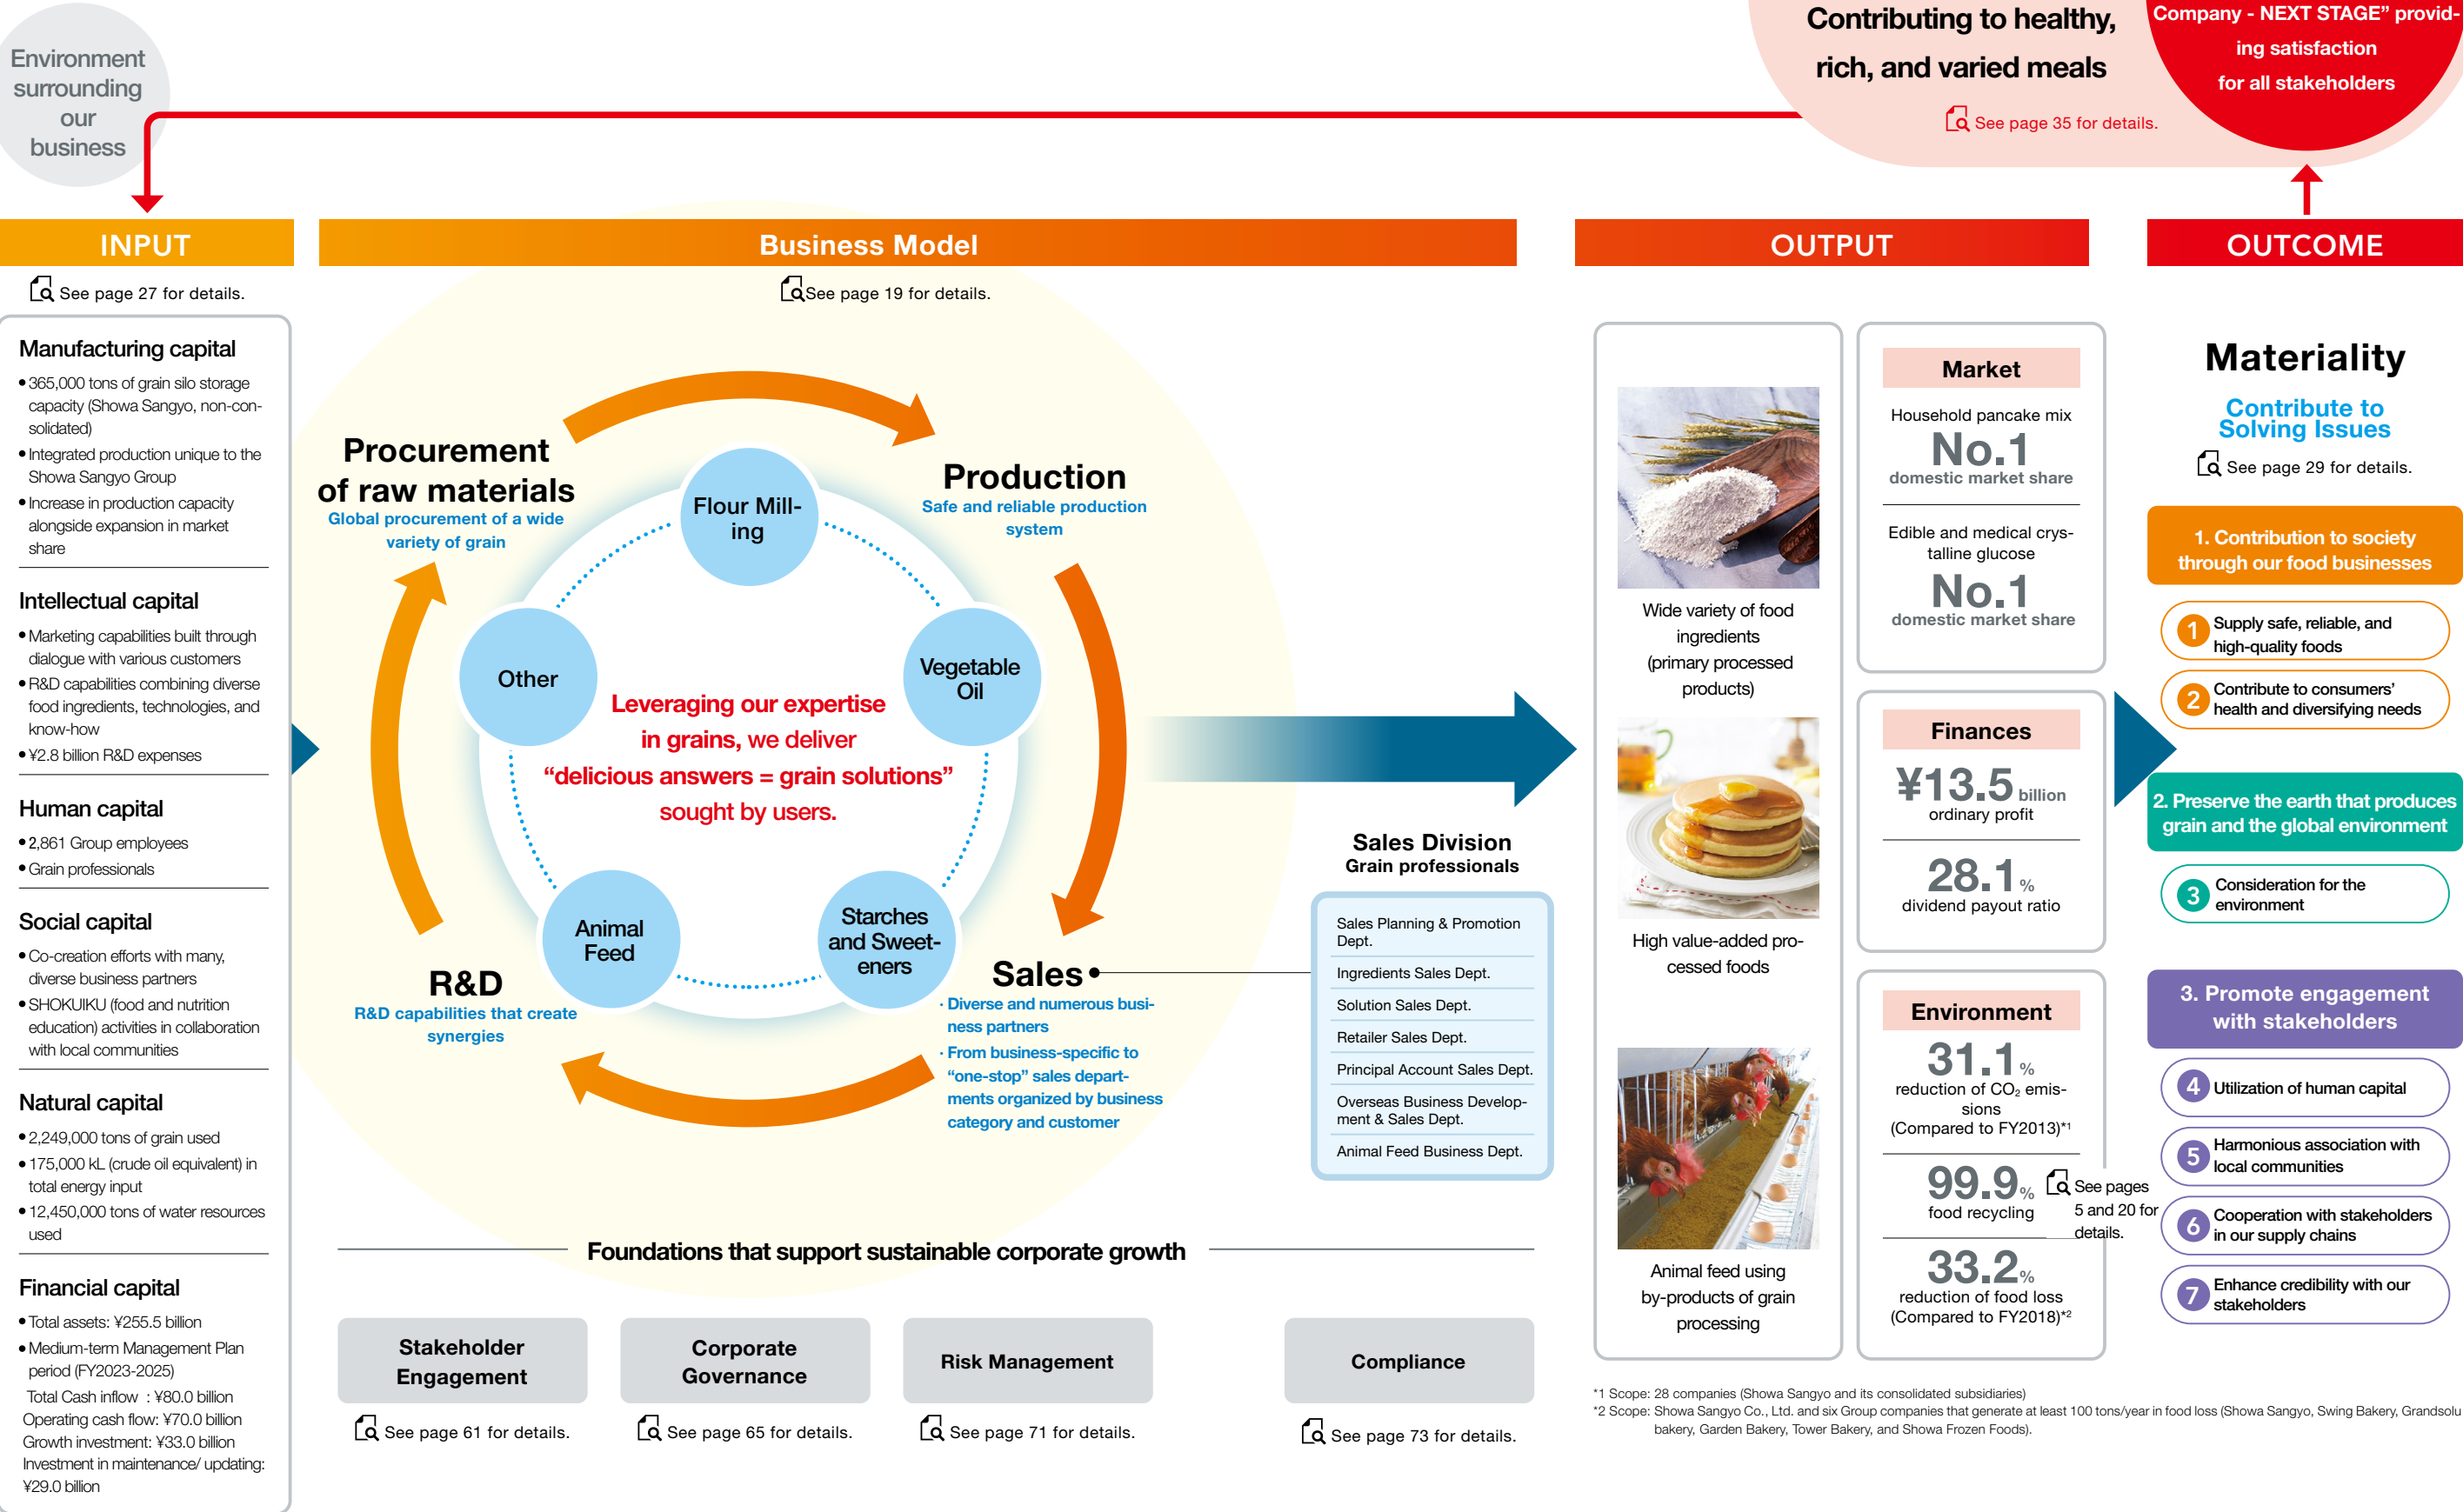 Environment
surrounding
our
business
Contributing to healthy,
rich, and varied meals
See page 35 for details.
Company - NEXT STAGE” provid-
ing satisfaction
for all stakeholders
INPUT
See page 27 for details.
Manufacturing capital
• 365,000 tons of grain silo storage
capacity (Showa Sangyo, non-con-
solidated)
• Integrated production unique to the
Showa Sangyo Group
• Increase in production capacity
alongside expansion in market
share
Intellectual capital
• Marketing capabilities built through
dialogue with various customers
• R&D capabilities combining diverse
food ingredients, technologies, and
know-how
• ¥2.8 billion R&D expenses
Human capital
• 2,861 Group employees
• Grain professionals
Social capital
• Co-creation efforts with many,
diverse business partners
• SHOKUIKU (food and nutrition
education) activities in collaboration
with local communities
Natural capital
• 2,249,000 tons of grain used
• 175,000 kL (crude oil equivalent) in
total energy input
• 12,450,000 tons of water resources
used
Financial capital
• Total assets: ¥255.5 billion
• Medium-term Management Plan
period (FY2023-2025)
Total Cash inflow : ¥80.0 billion
Operating cash flow: ¥70.0 billion
Growth investment: ¥33.0 billion
Investment in maintenance/ updating:
¥29.0 billion
Business Model
See page 19 for details.
Procurement
of raw materials
Global procurement of a wide
variety of grain
Production
Safe and reliable production
system
Flour Mill-
ing
Other
Vegetable
Oil
Leveraging our expertise
in grains, we deliver
“delicious answers = grain solutions”
sought by users.
Animal
Feed
Starches
and Sweet-
eners
R&D
R&D capabilities that create
synergies
Sales
· Diverse and numerous busi-
ness partners
· From business-specific to
“one-stop” sales depart-
ments organized by business
category and customer
Sales Division
Grain professionals
Sales Planning & Promotion
Dept.
Ingredients Sales Dept.
Solution Sales Dept.
Retailer Sales Dept.
Principal Account Sales Dept.
Overseas Business Develop-
ment & Sales Dept.
Animal Feed Business Dept.
Foundations that support sustainable corporate growth
Stakeholder
Engagement
See page 61 for details.
Corporate
Governance
See page 65 for details.
Risk Management
See page 71 for details.
Compliance
See page 73 for details.
OUTPUT
Wide variety of food
ingredients
(primary processed
products)
High value-added pro-
cessed foods
Animal feed using
by-products of grain
processing
Market
Household pancake mix
No.1
domestic market share
Edible and medical crys-
talline glucose
No.1
domestic market share
Finances
¥13.5 billion
ordinary profit
28.1%
dividend payout ratio
Environment
31.1%
reduction of CO₂ emis-
sions
(Compared to FY2013)*1
99.9%
food recycling
See pages
5 and 20 for
details.
33.2%
reduction of food loss
(Compared to FY2018)*2
*1 Scope: 28 companies (Showa Sangyo and its consolidated subsidiaries)
*2 Scope: Showa Sangyo Co., Ltd. and six Group companies that generate at least 100 tons/year in food loss (Showa Sangyo, Swing Bakery, Grandsolu
bakery, Garden Bakery, Tower Bakery, and Showa Frozen Foods).
OUTCOME
Materiality
Contribute to
Solving Issues
See page 29 for details.
1. Contribution to society
through our food businesses
1 Supply safe, reliable, and
high-quality foods
2 Contribute to consumers’
health and diversifying needs
2. Preserve the earth that produces
grain and the global environment
3 Consideration for the
environment
3. Promote engagement
with stakeholders
4 Utilization of human capital
5 Harmonious association with
local communities
6 Cooperation with stakeholders
in our supply chains
7 Enhance credibility with our
stakeholders